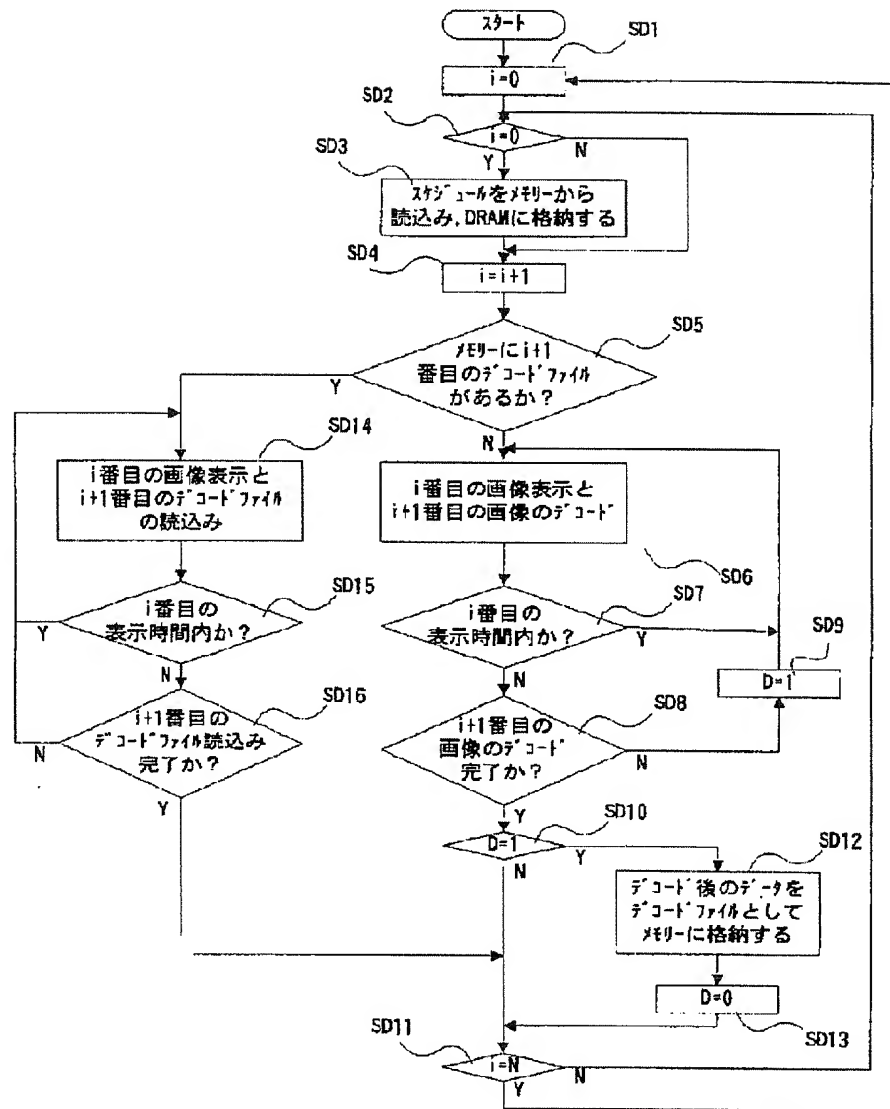 スタート
SD1
i=0
SD2
i=0
N
Y
SD3
スケジュールをメモリーから
読込み,DRAMに格納する
SD4
i=i+1
SD5
メモリーにi+1
番目のデコードファイル
があるか?
Y
N
SD14
i番目の画像表示と
i+1番目のデコードファイル
の読込み
i番目の画像表示と
i+1番目の画像のデコード
SD6
SD15
i番目の
表示時間内か?
Y
N
SD7
i番目の
表示時間内か?
Y
N
SD9
D=1
SD16
i+1番目の
デコードファイル読込み
完了か?
N
Y
SD8
i+1番目の
画像のデコード
完了か?
N
Y
SD10
D=1
Y
N
SD12
デコード後のデータを
デコードファイルとして
メモリーに格納する
D=0
SD13
SD11
i=N
N
Y